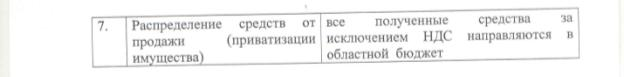 7. Распределение средств от все полученные средства за
продажи (приватизации исключением НДС направляются в
имущества) областной бюджет